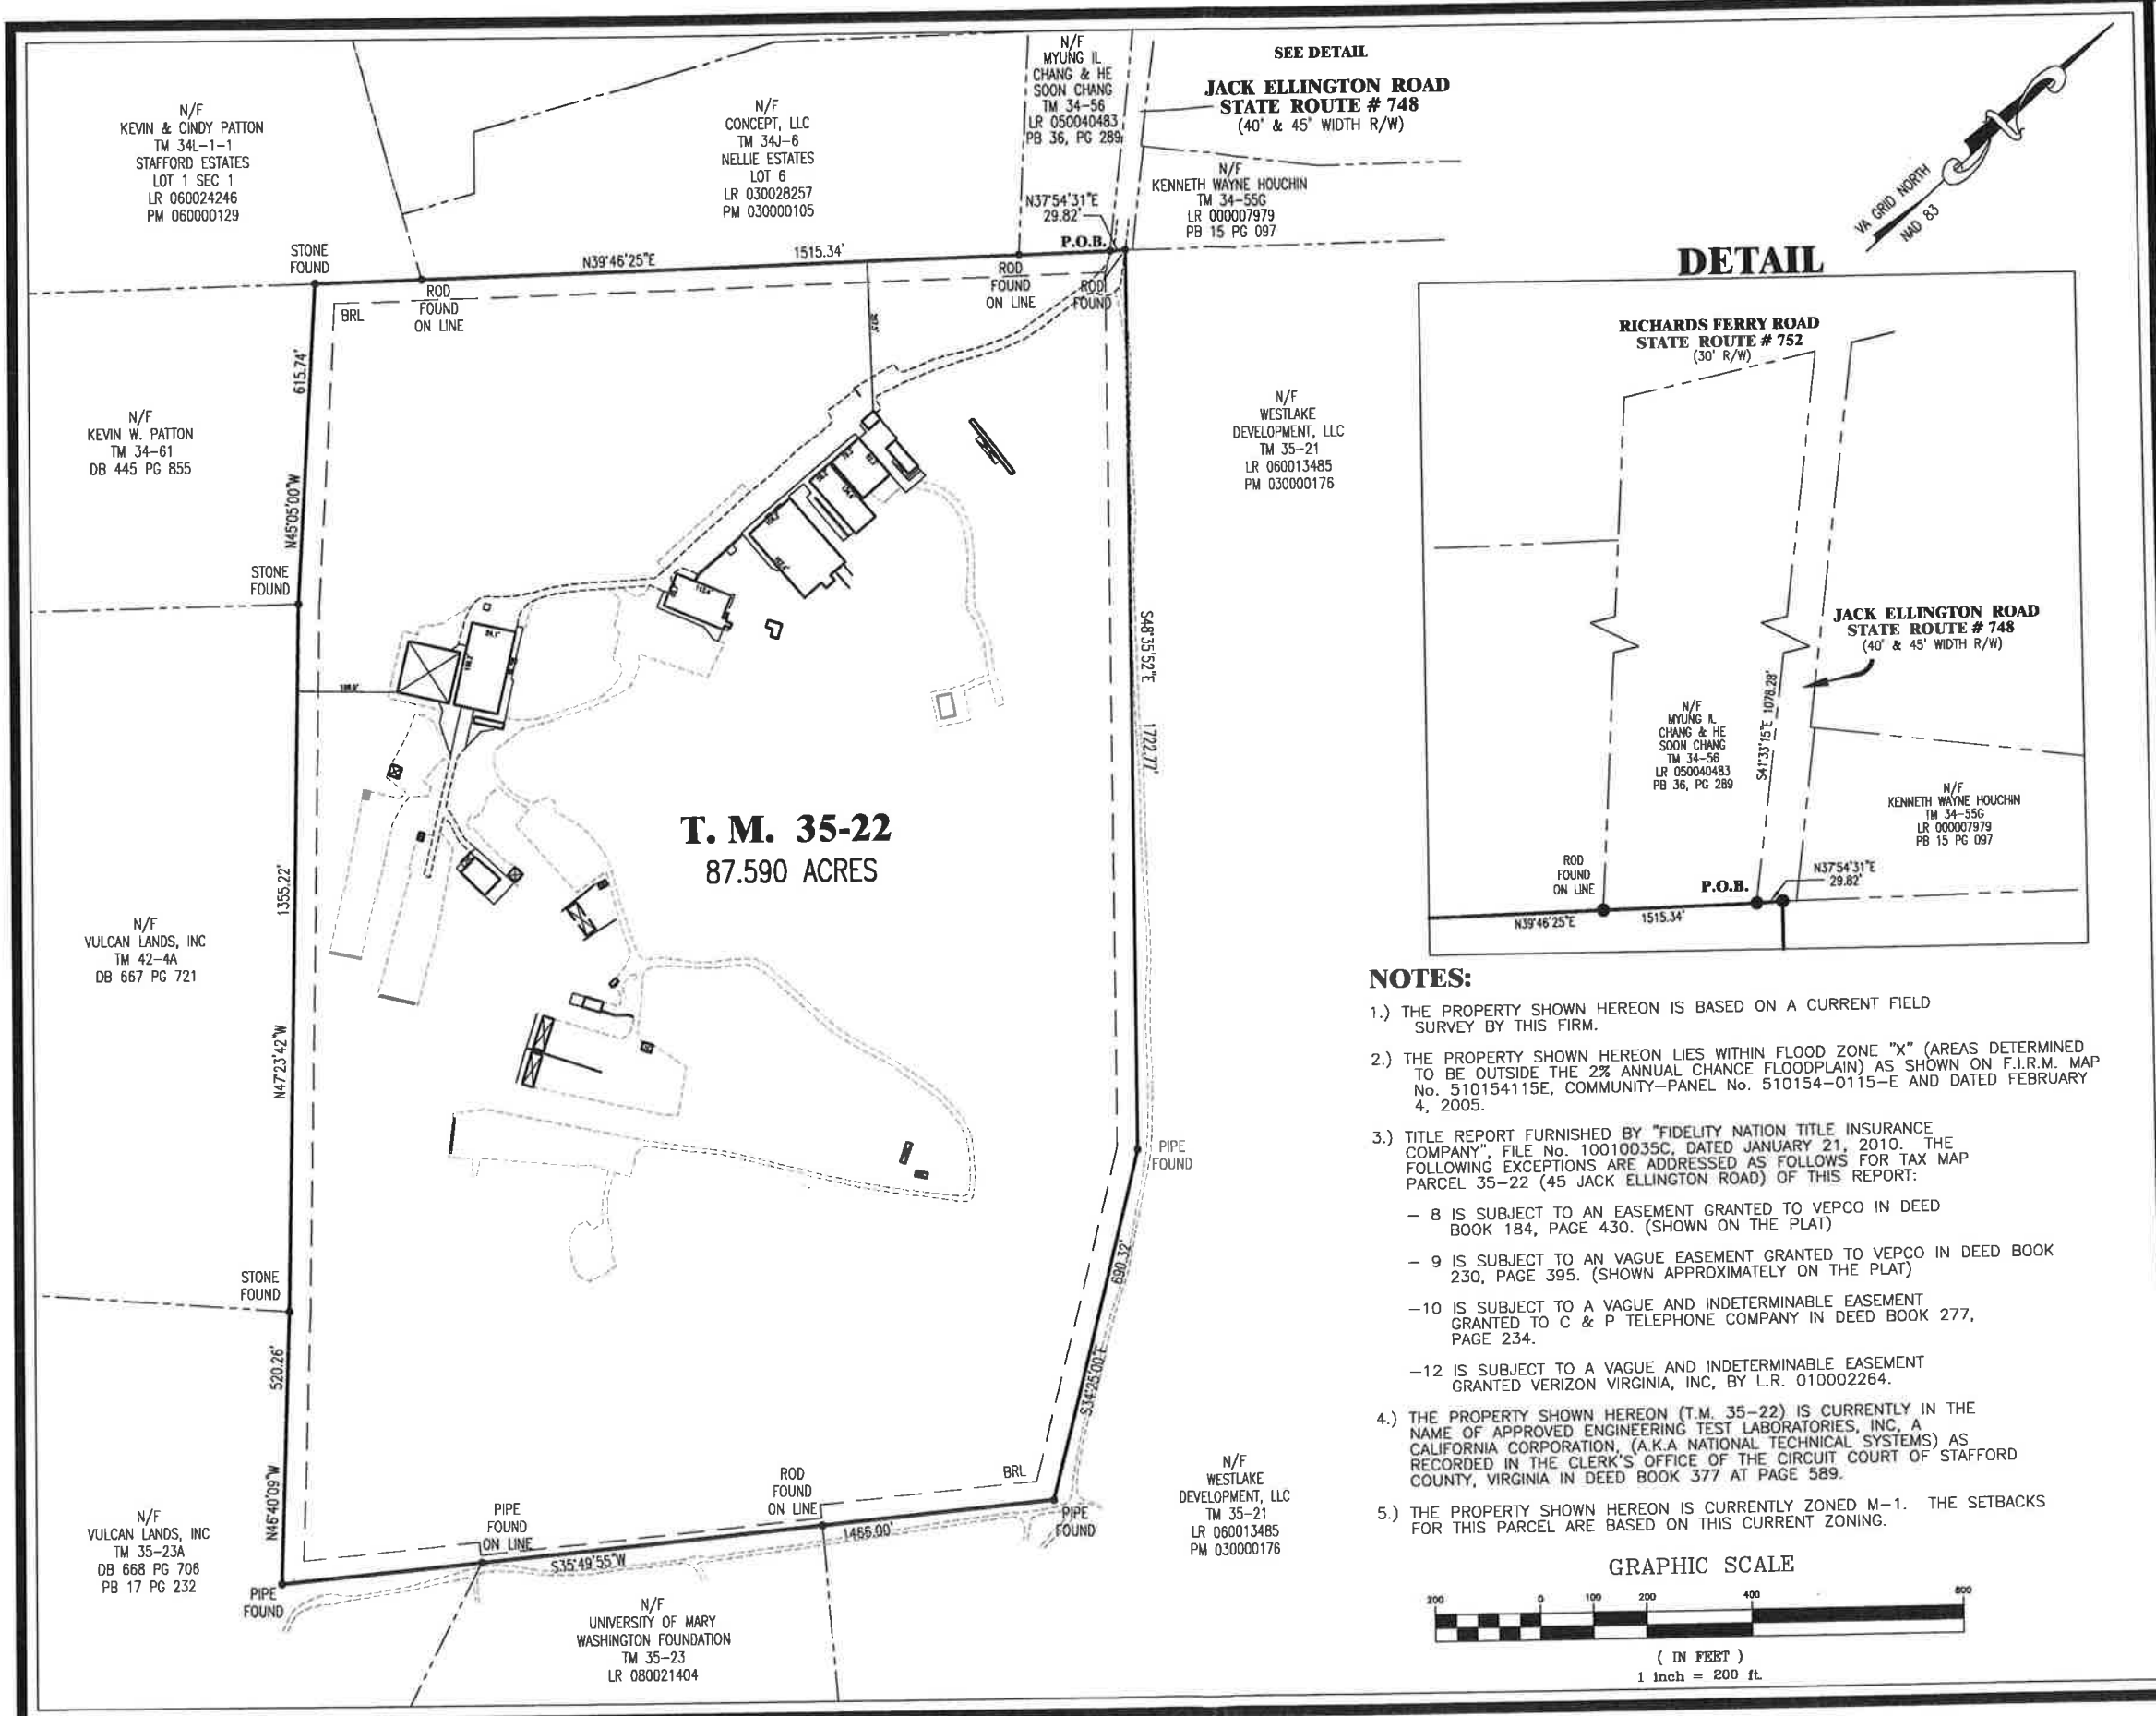 N/F
KEVIN & CINDY PATTON
TM 34L-1-1
STAFFORD ESTATES
LOT 1 SEC 1
LR 060024246
PM 060000129
N/F
CONCEPT, LLC
TM 34J-6
NELLIE ESTATES
LOT 6
LR 030028257
PM 030000105
N/F
MYUNG IL
CHANG & HE
SOON CHANG
TM 34-56
LR 050040483
PB 36, PG 289
SEE DETAIL
JACK ELLINGTON ROAD
STATE ROUTE # 748
(40' & 45' WIDTH R/W)
N/F
KENNETH WAYNE HOUCHIN
TM 34-55G
LR 000007979
PB 15 PG 097
VA GRID NORTH
NAD 83
N37°54'31"E
29.82'
P.O.B.
STONE
FOUND
N39°46'25"E
1515.34'
ROD
FOUND
ON LINE
ROD
FOUND
ON LINE
ROD
FOUND
BRL
615.74'
N45°05'00"W
N/F
KEVIN W. PATTON
TM 34-61
DB 445 PG 855
STONE
FOUND
N/F
WESTLAKE
DEVELOPMENT, LLC
TM 35-21
LR 060013485
PM 030000176
S48°35'52"E
1722.77'
T. M. 35-22
87.590 ACRES
1355.22'
N47°23'42"W
N/F
VULCAN LANDS, INC
TM 42-4A
DB 667 PG 721
STONE
FOUND
PIPE
FOUND
690.32'
S34°25'00"E
520.26'
N46°40'09"W
N/F
VULCAN LANDS, INC
TM 35-23A
DB 668 PG 706
PB 17 PG 232
PIPE
FOUND
PIPE
FOUND
ON LINE
S35°49'55"W
ROD
FOUND
ON LINE
1466.00'
BRL
PIPE
FOUND
N/F
UNIVERSITY OF MARY
WASHINGTON FOUNDATION
TM 35-23
LR 080021404
N/F
WESTLAKE
DEVELOPMENT, LLC
TM 35-21
LR 060013485
PM 030000176
DETAIL
RICHARDS FERRY ROAD
STATE ROUTE # 752
(30' R/W)
JACK ELLINGTON ROAD
STATE ROUTE # 748
(40' & 45' WIDTH R/W)
N/F
MYUNG IL
CHANG & HE
SOON CHANG
TM 34-56
LR 050040483
PB 36, PG 289
S41°33'15"E 1078.28'
N/F
KENNETH WAYNE HOUCHIN
TM 34-55G
LR 000007979
PB 15 PG 097
ROD
FOUND
ON LINE
P.O.B.
N37°54'31"E
29.82'
N39°46'25"E
1515.34'
NOTES:
1.) THE PROPERTY SHOWN HEREON IS BASED ON A CURRENT FIELD
SURVEY BY THIS FIRM.
2.) THE PROPERTY SHOWN HEREON LIES WITHIN FLOOD ZONE "X" (AREAS DETERMINED
TO BE OUTSIDE THE 2% ANNUAL CHANCE FLOODPLAIN) AS SHOWN ON F.I.R.M. MAP
No. 510154115E, COMMUNITY-PANEL No. 510154-0115-E AND DATED FEBRUARY
4, 2005.
3.) TITLE REPORT FURNISHED BY "FIDELITY NATION TITLE INSURANCE
COMPANY", FILE No. 10010035C, DATED JANUARY 21, 2010. THE
FOLLOWING EXCEPTIONS ARE ADDRESSED AS FOLLOWS FOR TAX MAP
PARCEL 35-22 (45 JACK ELLINGTON ROAD) OF THIS REPORT:
- 8 IS SUBJECT TO AN EASEMENT GRANTED TO VEPCO IN DEED
BOOK 184, PAGE 430. (SHOWN ON THE PLAT)
- 9 IS SUBJECT TO AN VAGUE EASEMENT GRANTED TO VEPCO IN DEED BOOK
230, PAGE 395. (SHOWN APPROXIMATELY ON THE PLAT)
-10 IS SUBJECT TO A VAGUE AND INDETERMINABLE EASEMENT
GRANTED TO C & P TELEPHONE COMPANY IN DEED BOOK 277,
PAGE 234.
-12 IS SUBJECT TO A VAGUE AND INDETERMINABLE EASEMENT
GRANTED VERIZON VIRGINIA, INC, BY L.R. 010002264.
4.) THE PROPERTY SHOWN HEREON (T.M. 35-22) IS CURRENTLY IN THE
NAME OF APPROVED ENGINEERING TEST LABORATORIES, INC, A
CALIFORNIA CORPORATION, (A.K.A NATIONAL TECHNICAL SYSTEMS) AS
RECORDED IN THE CLERK'S OFFICE OF THE CIRCUIT COURT OF STAFFORD
COUNTY, VIRGINIA IN DEED BOOK 377 AT PAGE 589.
5.) THE PROPERTY SHOWN HEREON IS CURRENTLY ZONED M-1. THE SETBACKS
FOR THIS PARCEL ARE BASED ON THIS CURRENT ZONING.
GRAPHIC SCALE
200 0 100 200 400 800
( IN FEET )
1 inch = 200 ft.